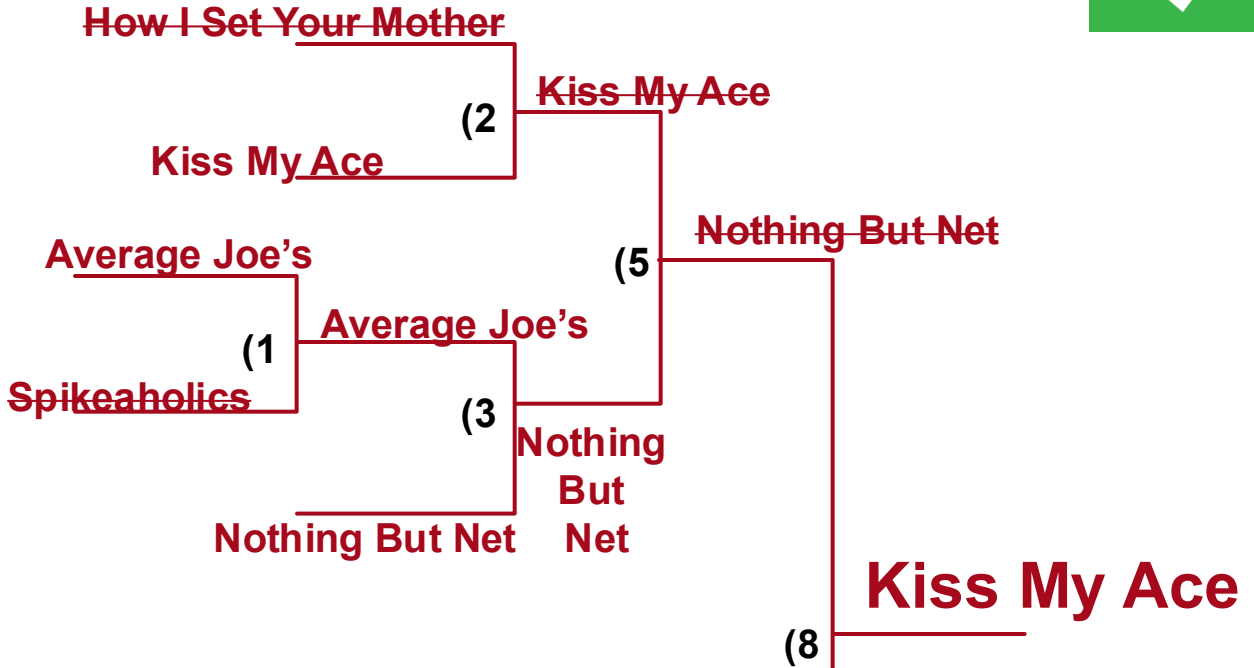 How I Set Your Mother
Kiss My Ace
(2
Kiss My Ace
Nothing But Net
Average Joe’s
(5
Average Joe’s
(1
Spikeaholics
(3
Nothing
But
Net
Nothing But Net
Kiss My Ace
(8